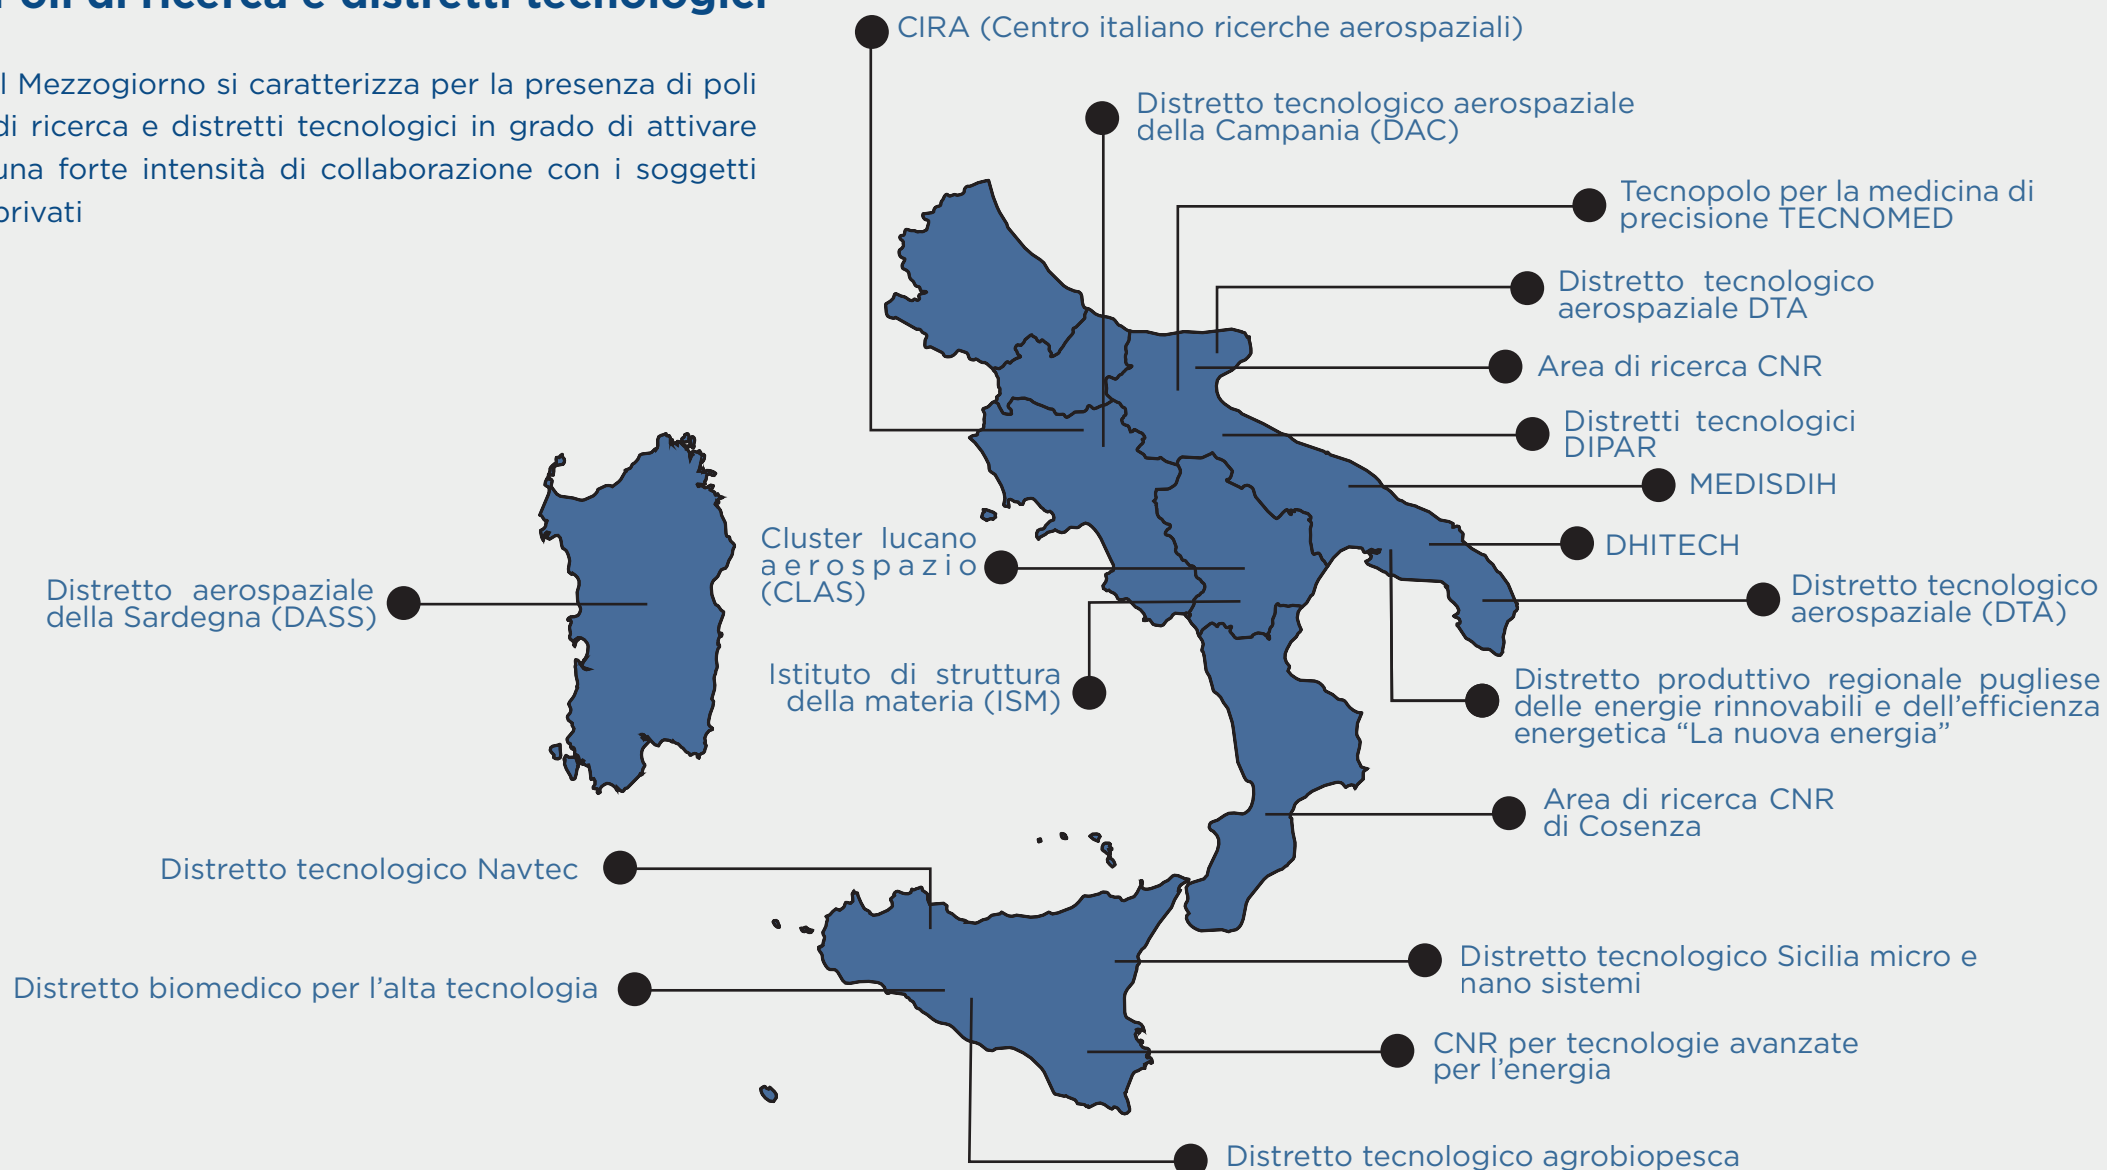 Poli di ricerca e distretti tecnologici
Il Mezzogiorno si caratterizza per la presenza di poli
di ricerca e distretti tecnologici in grado di attivare
una forte intensità di collaborazione con i soggetti
privati
CIRA (Centro italiano ricerche aerospaziali)
Distretto tecnologico aerospaziale
della Campania (DAC)
Tecnopolo per la medicina di
precisione TECNOMED
Distretto tecnologico
aerospaziale DTA
Area di ricerca CNR
Distretti tecnologici
DIPAR
MEDISDIH
DHITECH
Distretto tecnologico
aerospaziale (DTA)
Cluster lucano
aerospazio
(CLAS)
Distretto aerospaziale
della Sardegna (DASS)
Istituto di struttura
della materia (ISM)
Distretto produttivo regionale pugliese
delle energie rinnovabili e dell'efficienza
energetica “La nuova energia”
Area di ricerca CNR
di Cosenza
Distretto tecnologico Navtec
Distretto biomedico per l'alta tecnologia
Distretto tecnologico Sicilia micro e
nano sistemi
CNR per tecnologie avanzate
per l'energia
Distretto tecnologico agrobiopesca